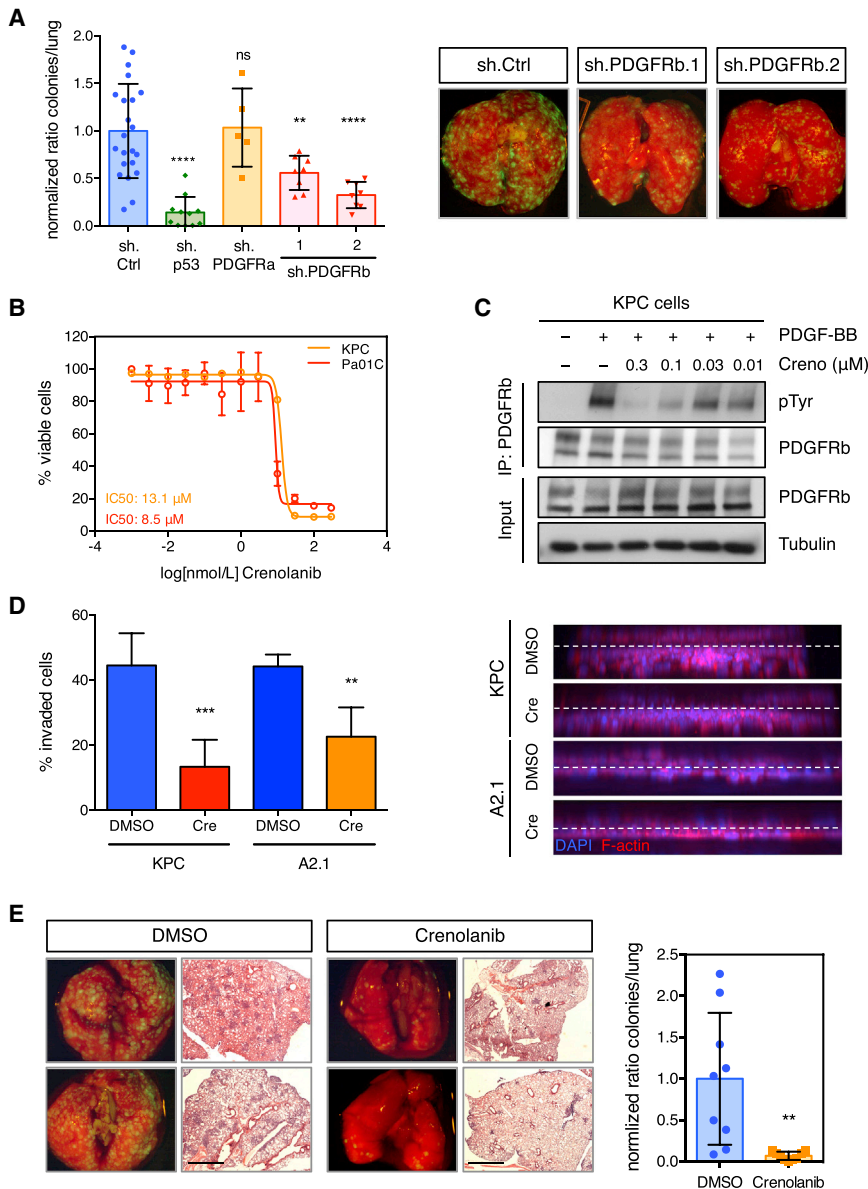 A
normalized ratio colonies/lung
2.0
1.5
1.0
0.5
0.0
****
ns
**
****
sh.
Ctrl
sh.
p53
sh.
PDGFRa
1
2
sh.PDGFRb
sh.Ctrl
sh.PDGFRb.1
sh.PDGFRb.2
B
% viable cells
120
100
80
60
40
20
0
KPC
Pa01C
IC50: 13.1 µM
IC50: 8.5 µM
-4
-2
0
2
4
log[nmol/L] Crenolanib
C
KPC cells
– + + + + + PDGF-BB
– – 0.3 0.1 0.03 0.01 Creno (µM)
IP: PDGFRb
pTyr
PDGFRb
Input
PDGFRb
Tubulin
D
% invaded cells
60
40
20
0
***
**
DMSO
Cre
DMSO
Cre
KPC
A2.1
KPC
DMSO
Cre
A2.1
DMSO
Cre
DAPI F-actin
E
DMSO
Crenolanib
normlized ratio colonies/lung
2.5
2.0
1.5
1.0
0.5
0.0
**
DMSO
Crenolanib